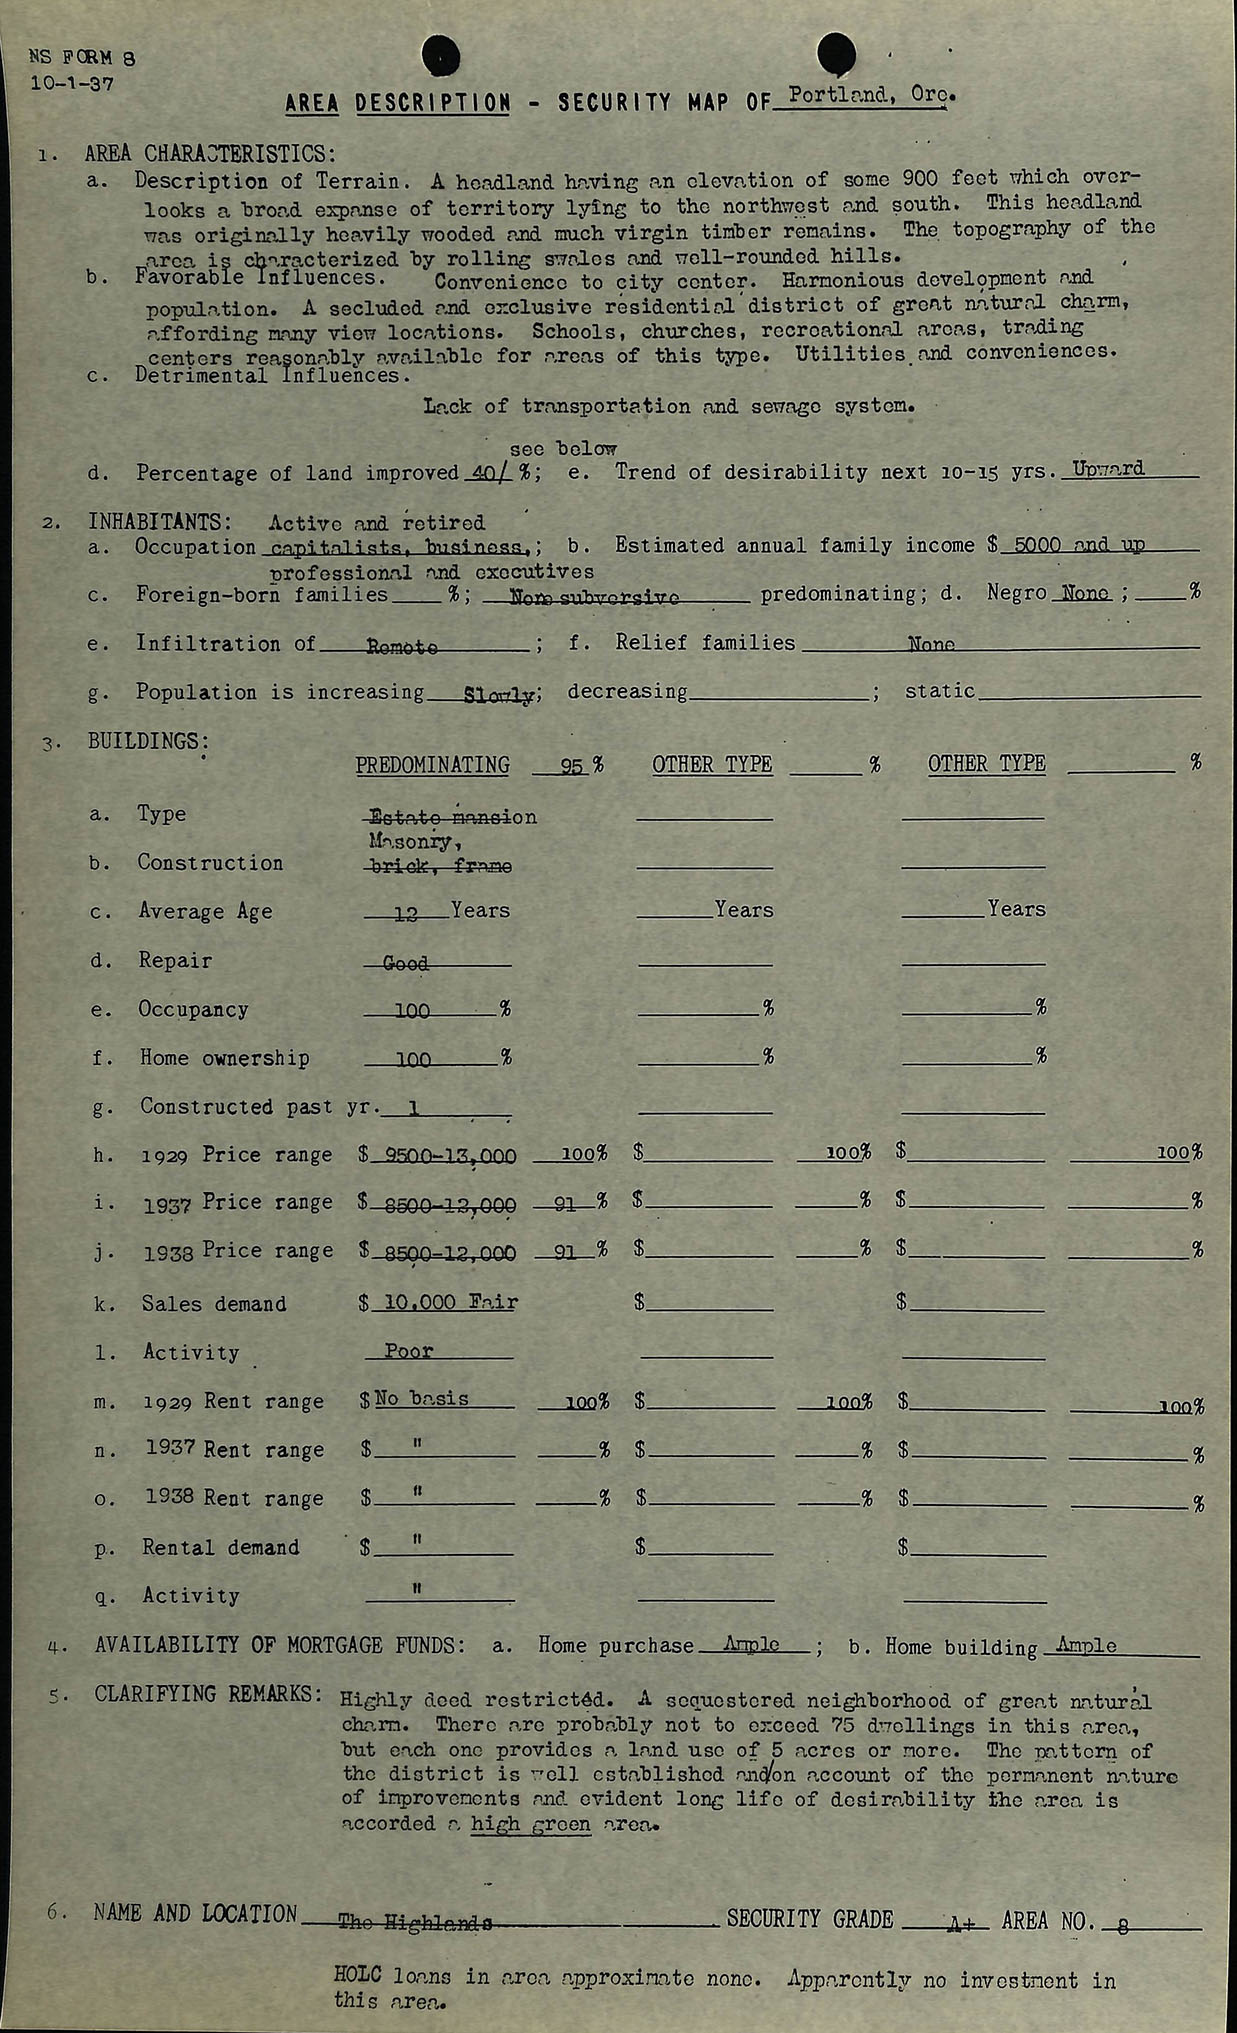 NS FORM 8
10-1-37
AREA DESCRIPTION - SECURITY MAP OF Portland, Ore.
1. AREA CHARACTERISTICS:
a. Description of Terrain. A headland having an elevation of some 900 feet which over-
looks a broad expanse of territory lying to the northwest and south. This headland
was originally heavily wooded and much virgin timber remains. The topography of the
area is characterized by rolling swales and well-rounded hills.
b. Favorable Influences. Convenience to city center. Harmonious development and
population. A secluded and exclusive residential district of great natural charm,
affording many view locations. Schools, churches, recreational areas, trading
centers reasonably available for areas of this type. Utilities and conveniences.
c. Detrimental Influences.
Lack of transportation and sewage system.
see below
d. Percentage of land improved 40/ %; e. Trend of desirability next 10-15 yrs. Upward
2. INHABITANTS: Active and retired
a. Occupation capitalists, business,; b. Estimated annual family income $ 5000 and up
professional and executives
c. Foreign-born families %; None subversive predominating; d. Negro None ; %
e. Infiltration of Remote ; f. Relief families None
g. Population is increasing Slowly; decreasing ; static
3. BUILDINGS:
PREDOMINATING 95 % OTHER TYPE % OTHER TYPE %
a. Type Estate mansion
Masonry,
b. Construction brick, frame
c. Average Age 12 Years Years Years
d. Repair Good
e. Occupancy 100 % % %
f. Home ownership 100 % % %
g. Constructed past yr. 1
h. 1929 Price range $ 9500-13,000 100% $ 100% $ 100%
i. 1937 Price range $ 8500-12,000 91 % $ % $ %
j. 1938 Price range $ 8500-12,000 91 % $ % $ %
k. Sales demand $ 10,000 Fair $ $
l. Activity Poor
m. 1929 Rent range $ No basis 100% $ 100% $ 100%
n. 1937 Rent range $ " % $ % $ %
o. 1938 Rent range $ " % $ % $ %
p. Rental demand $ " $ $
q. Activity "
4. AVAILABILITY OF MORTGAGE FUNDS: a. Home purchase Ample ; b. Home building Ample
5. CLARIFYING REMARKS: Highly deed restricted. A sequestered neighborhood of great natural
charm. There are probably not to exceed 75 dwellings in this area,
but each one provides a land use of 5 acres or more. The pattern of
the district is well established and/on account of the permanent nature
of improvements and evident long life of desirability the area is
accorded a high green area.
6. NAME AND LOCATION The Highlands SECURITY GRADE A+ AREA NO. 8
HOLC loans in area approximate none. Apparently no investment in
this area.